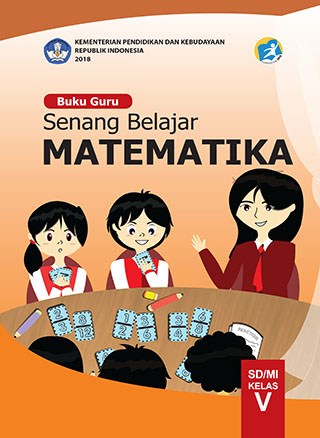 KEMENTERIAN PENDIDIKAN DAN KEBUDAYAAN
REPUBLIK INDONESIA
2018
Buku Guru
Senang Belajar
MATEMATIKA
SD/MI
KELAS
V